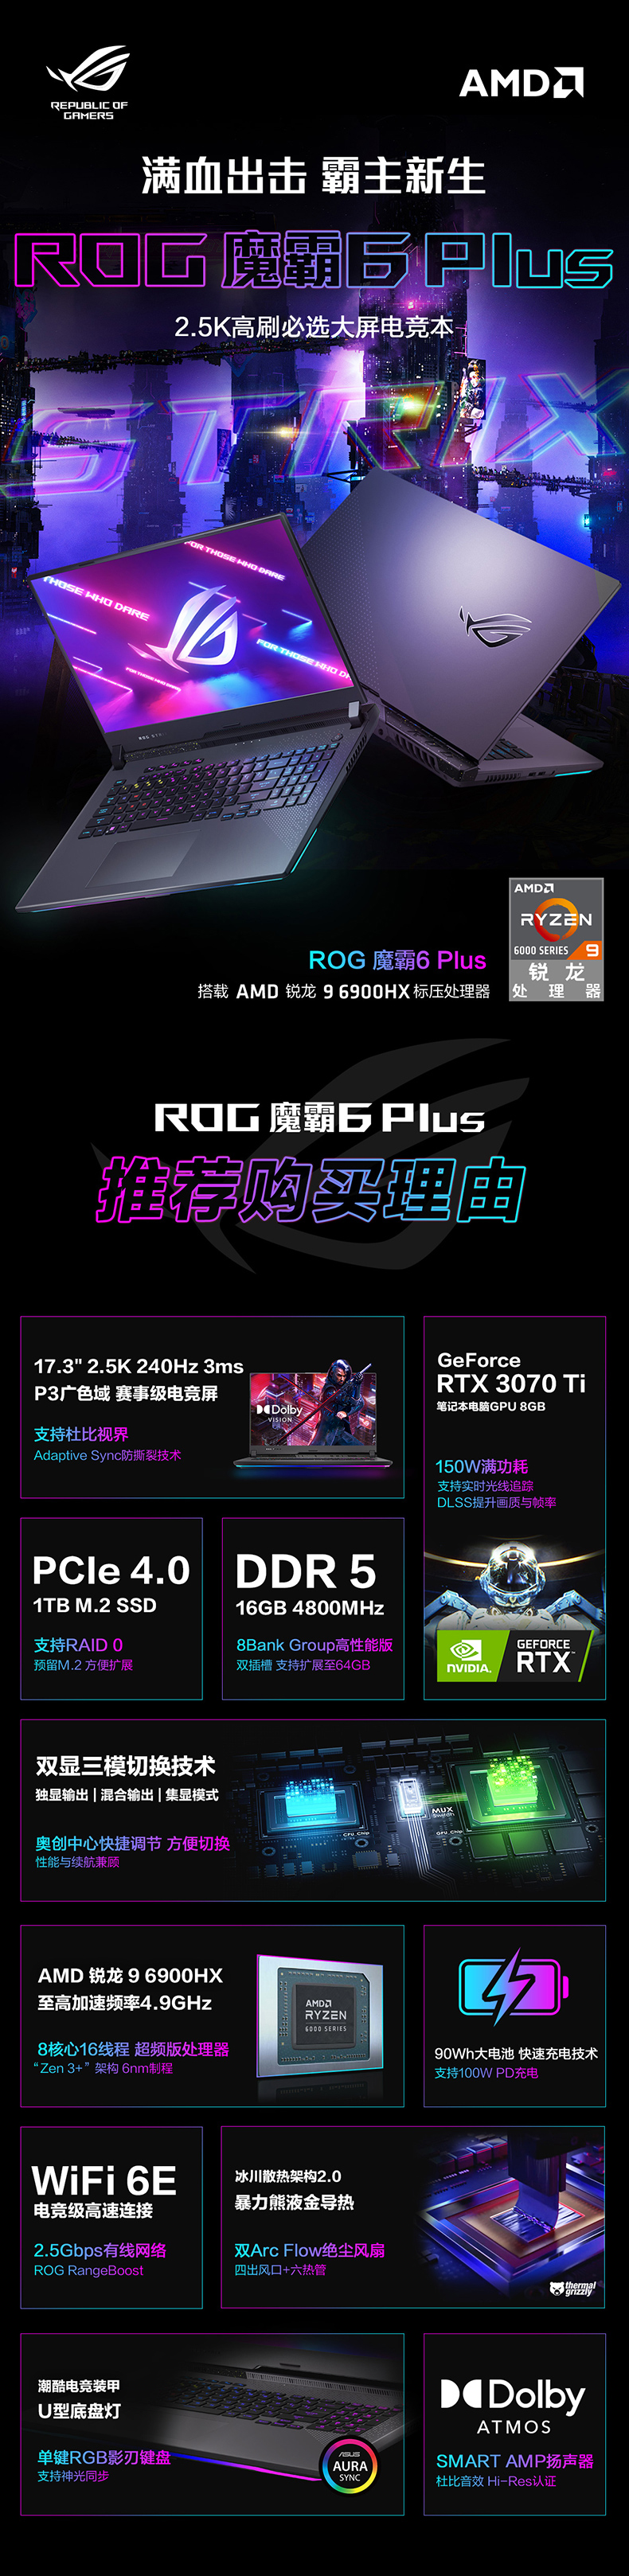 REPUBLIC OF
GAMERS
AMD
满血出击 霸主新生
ROG 魔霸6 Plus
2.5K高刷必选大屏电竞本
STRIX
FOR THOSE WHO DARE
THOSE WHO DARE
FOR THOSE WHO DA
AMD
RYZEN
6000 SERIES 9
锐龙
处理器
ROG 魔霸6 Plus
搭载 AMD 锐龙 9 6900HX 标压处理器
ROG 魔霸6 Plus
推荐购买理由
17.3" 2.5K 240Hz 3ms
P3广色域 赛事级电竞屏
支持杜比视界
Adaptive Sync防撕裂技术
Dolby
VISION
GeForce
RTX 3070 Ti
笔记本电脑GPU 8GB
150W满功耗
支持实时光线追踪
DLSS提升画质与帧率
NVIDIA.
GEFORCE
RTX
PCIe 4.0
1TB M.2 SSD
支持RAID 0
预留M.2 方便扩展
DDR 5
16GB 4800MHz
8Bank Group高性能版
双插槽 支持扩展至64GB
双显三模切换技术
独显输出 | 混合输出 | 集显模式
奥创中心快捷调节 方便切换
性能与续航兼顾
CPU Chip
MUX
Switch
GPU Chip
AMD 锐龙 9 6900HX
至高加速频率4.9GHz
8核心16线程 超频版处理器
“Zen 3+”架构 6nm制程
AMD
RYZEN
6000 SERIES
90Wh大电池 快速充电技术
支持100W PD充电
WiFi 6E
电竞级高速连接
2.5Gbps有线网络
ROG RangeBoost
冰川散热架构2.0
暴力熊液金导热
双Arc Flow绝尘风扇
四出风口+六热管
thermal
grizzly
潮酷电竞装甲
U型底盘灯
单键RGB影刃键盘
支持神光同步
ASUS
AURA
SYNC
Dolby
ATMOS
SMART AMP扬声器
杜比音效 Hi-Res认证